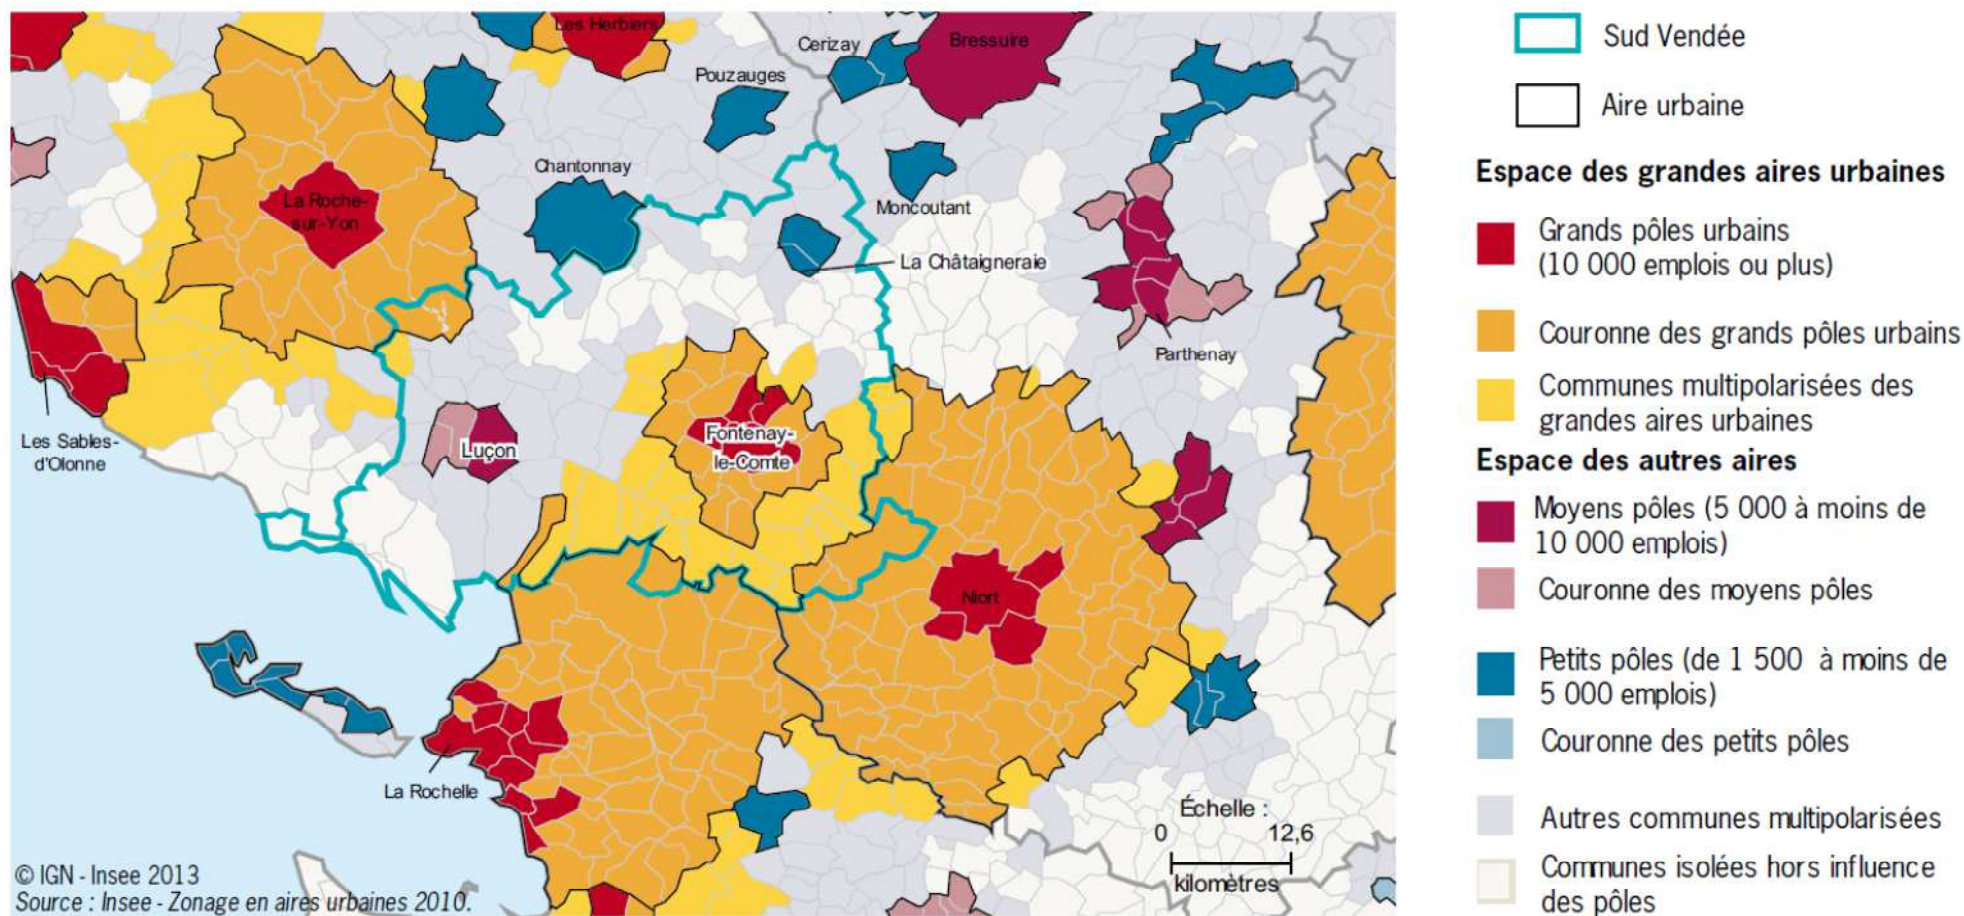 Les Herbiers
Cerizay
Bressuire
Pouzauges
Chantonnay
La Roche-
sur-Yon
Moncoutant
La Châtaigneraie
Parthenay
Les Sables-
d'Olonne
Luçon
Fontenay-
le-Comte
Niort
La Rochelle
Échelle :
0 12,6
kilomètres
© IGN - Insee 2013
Source : Insee - Zonage en aires urbaines 2010.
Sud Vendée
Aire urbaine
Espace des grandes aires urbaines
Grands pôles urbains
(10 000 emplois ou plus)
Couronne des grands pôles urbains
Communes multipolarisées des
grandes aires urbaines
Espace des autres aires
Moyens pôles (5 000 à moins de
10 000 emplois)
Couronne des moyens pôles
Petits pôles (de 1 500 à moins de
5 000 emplois)
Couronne des petits pôles
Autres communes multipolarisées
Communes isolées hors influence
des pôles